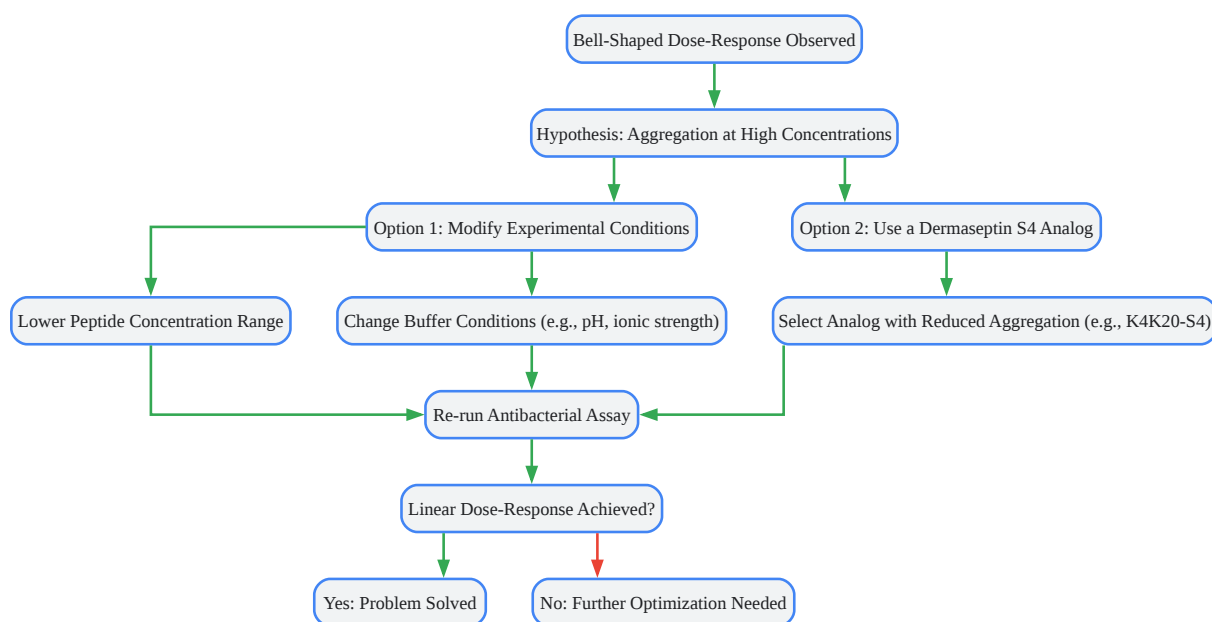 Bell-Shaped Dose-Response Observed
Hypothesis: Aggregation at High Concentrations
Option 1: Modify Experimental Conditions
Option 2: Use a Dermaseptin S4 Analog
Lower Peptide Concentration Range
Change Buffer Conditions (e.g., pH, ionic strength)
Select Analog with Reduced Aggregation (e.g., K4K20-S4)
Re-run Antibacterial Assay
Linear Dose-Response Achieved?
Yes: Problem Solved
No: Further Optimization Needed